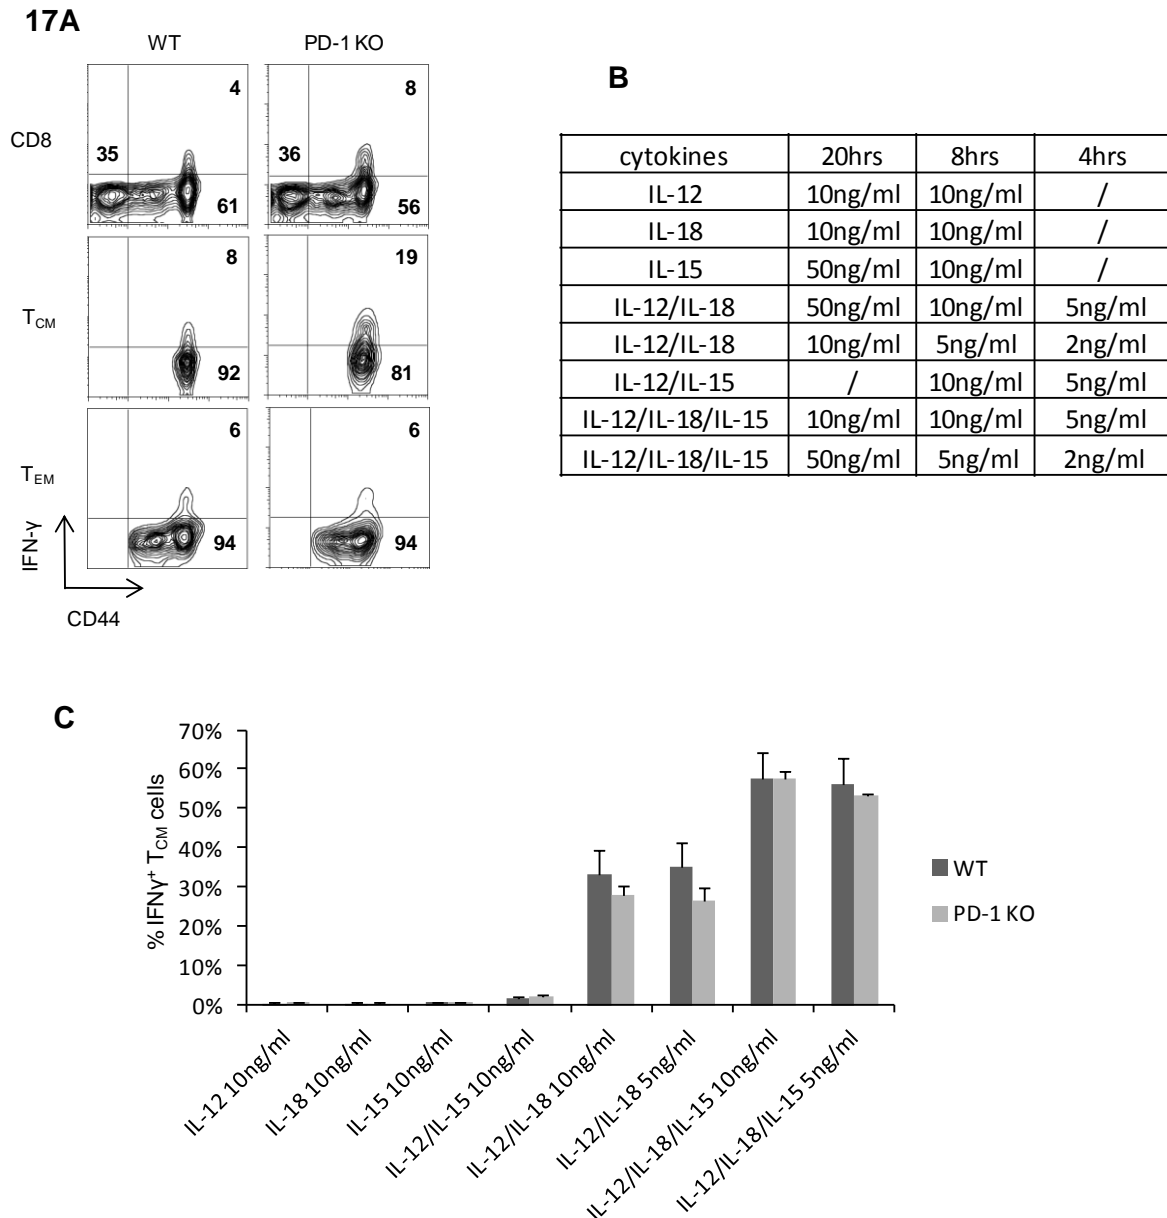 17A
WT PD-1 KO
CD8
4
35
61
8
36
56
T_CM
8
92
19
81
T_EM
6
94
6
94
IFN-γ
CD44
B
cytokines 20hrs 8hrs 4hrs
IL-12 10ng/ml 10ng/ml /
IL-18 10ng/ml 10ng/ml /
IL-15 50ng/ml 10ng/ml /
IL-12/IL-18 50ng/ml 10ng/ml 5ng/ml
IL-12/IL-18 10ng/ml 5ng/ml 2ng/ml
IL-12/IL-15 / 10ng/ml 5ng/ml
IL-12/IL-18/IL-15 10ng/ml 10ng/ml 5ng/ml
IL-12/IL-18/IL-15 50ng/ml 5ng/ml 2ng/ml
C
% IFNγ+ TCM cells
70%
60%
50%
40%
30%
20%
10%
0%
IL-12 10ng/ml
IL-18 10ng/ml
IL-15 10ng/ml
IL-12/IL-15 10ng/ml
IL-12/IL-18 10ng/ml
IL-12/IL-18 5ng/ml
IL-12/IL-18/IL-15 10ng/ml
IL-12/IL-18/IL-15 5ng/ml
WT
PD-1 KO